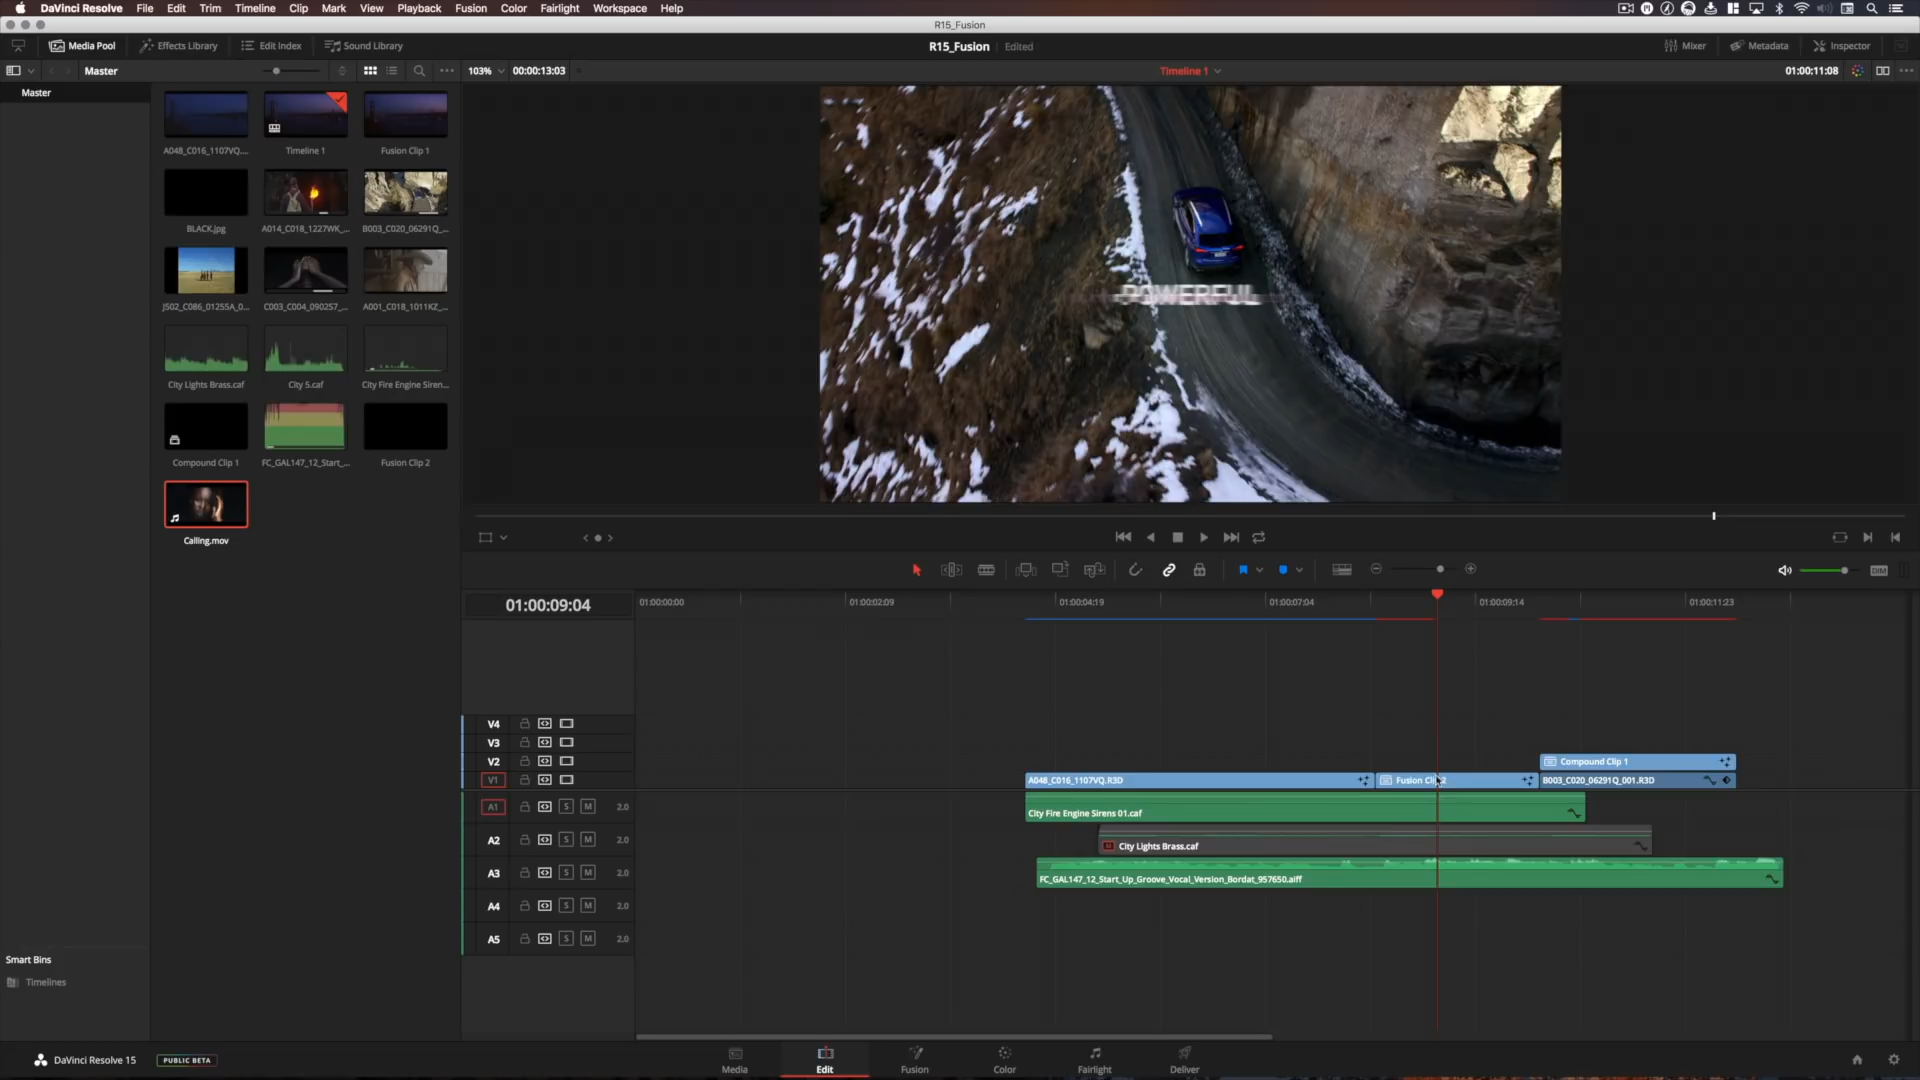 DaVinci Resolve File Edit Trim Timeline Clip Mark View Playback Fusion Color Fairlight Workspace Help
R15_Fusion
Media Pool Effects Library Edit Index Sound Library R15_Fusion Edited Mixer Metadata Inspector
Master 103% 00:00:13:03 Timeline 1 01:00:11:08
Master
A048_C016_1107VQ.... Timeline 1 Fusion Clip 1
BLACK.jpg A014_C018_1227WK_... B003_C020_06291Q_...
JS02_C086_01255A_0... C003_C004_0902S7_... A001_C018_1011KZ_...
City Lights Brass.caf City 5.caf City Fire Engine Siren...
Compound Clip 1 FC_GAL147_12_Start_... Fusion Clip 2
Calling.mov
POWERFUL
DIM
01:00:09:04 01:00:00:00 01:00:02:09 01:00:04:19 01:00:07:04 01:00:09:14 01:00:11:23
V4
V3
V2 Compound Clip 1
V1 A048_C016_1107VQ.R3D Fusion Clip 2 B003_C020_06291Q_001.R3D
A1 S M 2.0 City Fire Engine Sirens 01.caf
A2 S M 2.0 City Lights Brass.caf
A3 S M 2.0 FC_GAL147_12_Start_Up_Groove_Vocal_Version_Bordat_957650.aiff
A4 S M 2.0
A5 S M 2.0
Smart Bins
Timelines
DaVinci Resolve 15 PUBLIC BETA Media Edit Fusion Color Fairlight Deliver